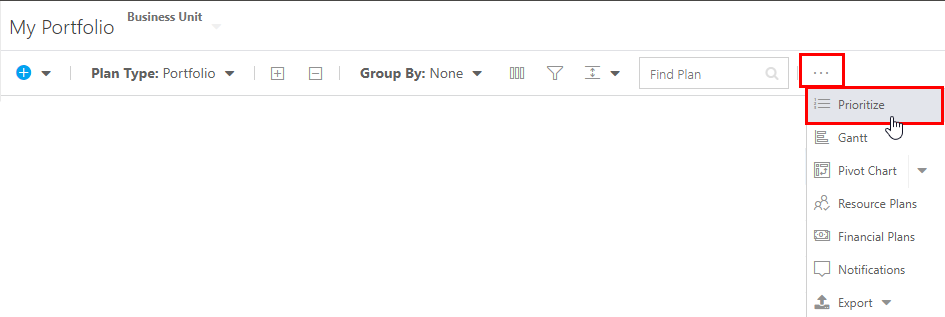 My Portfolio Business Unit
Plan Type: Portfolio Group By: None Find Plan ...
Prioritize
Gantt
Pivot Chart
Resource Plans
Financial Plans
Notifications
Export